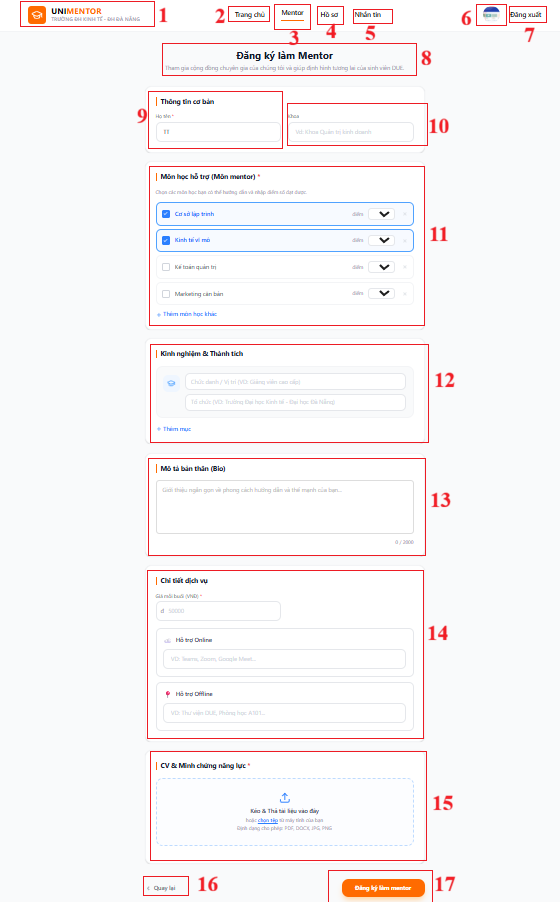 UNIMENTOR
TRƯỜNG ĐH KINH TẾ - ĐH ĐÀ NẴNG
1
2
Trang chủ
Mentor
3
Hồ sơ
4
Nhắn tin
5
6
Đăng xuất
7
Đăng ký làm Mentor
Tham gia cộng đồng chuyên gia của chúng tôi và giúp định hình tương lai của sinh viên DUE.
8
9
Thông tin cơ bản
Họ tên *
Khoa
VD: Khoa Quản trị kinh doanh
10
Môn học hỗ trợ (Môn mentor) *
Chọn các môn học bạn có thể hướng dẫn và nhập điểm số đạt được.
Cơ sở lập trình
Điểm:
Kinh tế vĩ mô
Điểm:
11
Kế toán quản trị
Điểm:
Marketing căn bản
Điểm:
+ Thêm môn học khác
Kinh nghiệm & Thành tích
Chức danh / Vị trí (VD: Giảng viên cao cấp)
12
Tổ chức (VD: Trường Đại học Kinh tế - Đại học Đà Nẵng)
+ Thêm mục
Mô tả bản thân (Bio)
Giới thiệu ngắn gọn về phong cách hướng dẫn và thế mạnh của bạn...
13
0 / 2000
Chi tiết dịch vụ
Giá mỗi buổi (VNĐ) *
đ 50000
Hỗ trợ Online
14
VD: Teams, Zoom, Google Meet...
Hỗ trợ Offline
VD: Thư viện DUE, Phòng học A101...
CV & Minh chứng năng lực *
15
Kéo & Thả tài liệu vào đây
hoặc chọn tệp từ máy tính của bạn
Định dạng cho phép: PDF, DOCX, JPG, PNG
Quay lại
16
Đăng ký làm mentor
17